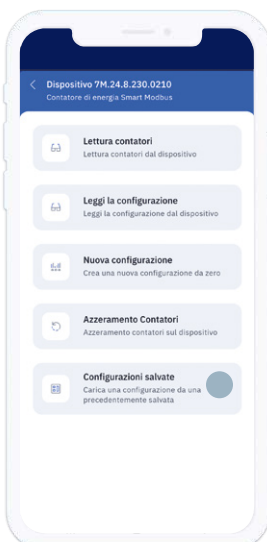 Dispositivo 7M.24.8.230.0210
Contatore di energia Smart Modbus
Lettura contatori
Lettura contatori dal dispositivo
Leggi la configurazione
Leggi la configurazione dal dispositivo
Nuova configurazione
Crea una nuova configurazione da zero
Azzeramento Contatori
Azzeramento contatori sul dispositivo
Configurazioni salvate
Carica una configurazione da una
precedentemente salvata